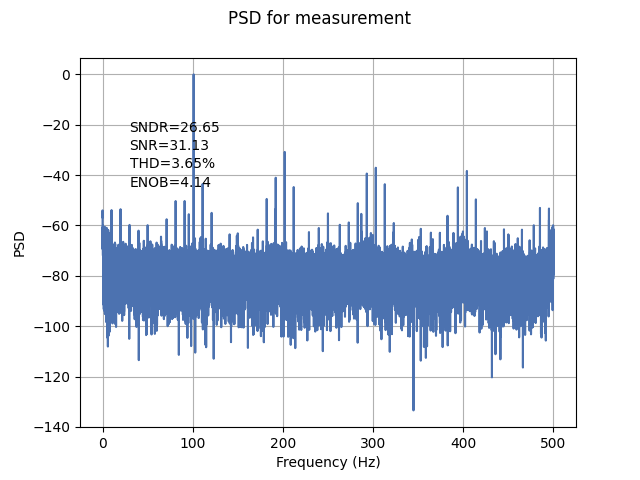 PSD for measurement
0
−20
−40
−60
−80
−100
−120
−140
PSD
SNDR=26.65
SNR=31.13
THD=3.65%
ENOB=4.14
0 100 200 300 400 500
Frequency (Hz)